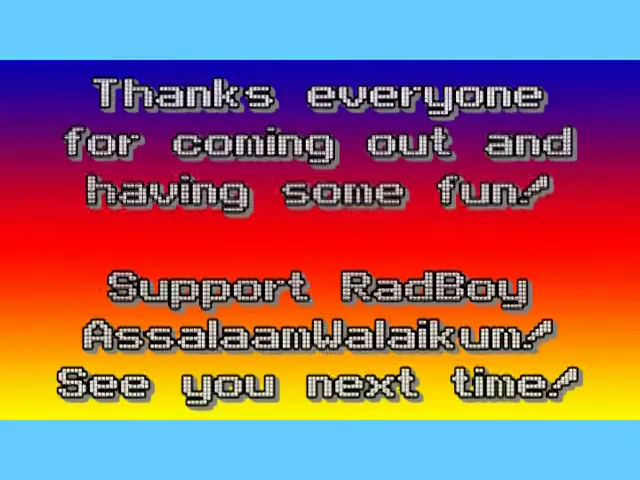 Thanks everyone
for coming out and
having some fun!
Support RadBoy
AssalaamWalaikum!
See you next time!